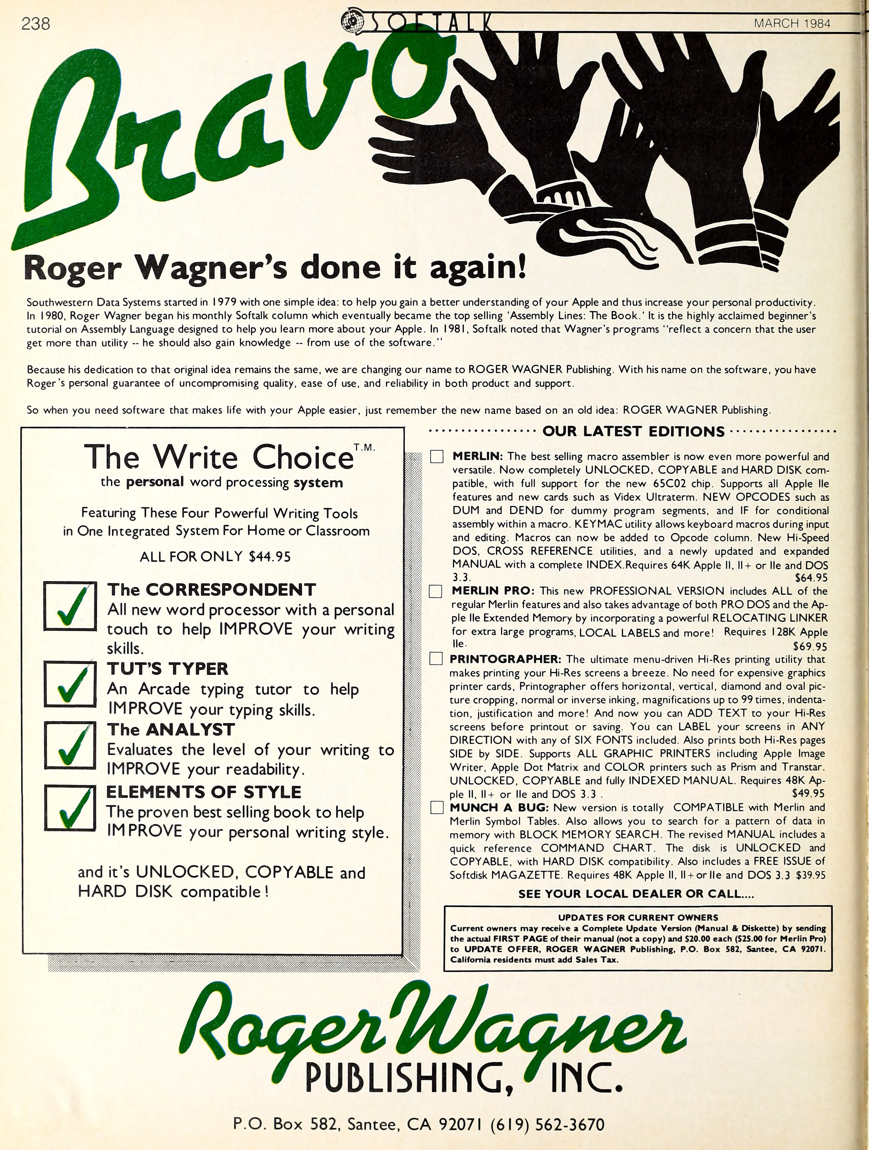 238
SOFTALK
MARCH 1984
Bravo
Roger Wagner's done it again!
Southwestern Data Systems started in 1979 with one simple idea: to help you gain a better understanding of your Apple and thus increase your personal productivity.
In 1980, Roger Wagner began his monthly Softalk column which eventually became the top selling 'Assembly Lines: The Book.' It is the highly acclaimed beginner's
tutorial on Assembly Language designed to help you learn more about your Apple. In 1981, Softalk noted that Wagner's programs "reflect a concern that the user
get more than utility -- he should also gain knowledge -- from use of the software."
Because his dedication to that original idea remains the same, we are changing our name to ROGER WAGNER Publishing. With his name on the software, you have
Roger's personal guarantee of uncompromising quality, ease of use, and reliability in both product and support.
So when you need software that makes life with your Apple easier, just remember the new name based on an old idea: ROGER WAGNER Publishing.
The Write Choice T.M.
the personal word processing system
Featuring These Four Powerful Writing Tools
in One Integrated System For Home or Classroom
ALL FOR ONLY $44.95
The CORRESPONDENT
All new word processor with a personal
touch to help IMPROVE your writing
skills.
TUT'S TYPER
An Arcade typing tutor to help
IMPROVE your typing skills.
The ANALYST
Evaluates the level of your writing to
IMPROVE your readability.
ELEMENTS OF STYLE
The proven best selling book to help
IMPROVE your personal writing style.
and it's UNLOCKED, COPYABLE and
HARD DISK compatible!
OUR LATEST EDITIONS
MERLIN: The best selling macro assembler is now even more powerful and
versatile. Now completely UNLOCKED, COPYABLE and HARD DISK com-
patible, with full support for the new 65C02 chip. Supports all Apple IIe
features and new cards such as Videx Ultraterm. NEW OPCODES such as
DUM and DEND for dummy program segments, and IF for conditional
assembly within a macro. KEYMAC utility allows keyboard macros during input
and editing. Macros can now be added to Opcode column. New Hi-Speed
DOS, CROSS REFERENCE utilities, and a newly updated and expanded
MANUAL with a complete INDEX.Requires 64K Apple II, II+ or IIe and DOS
3.3. $64.95
MERLIN PRO: This new PROFESSIONAL VERSION includes ALL of the
regular Merlin features and also takes advantage of both PRO DOS and the Ap-
ple IIe Extended Memory by incorporating a powerful RELOCATING LINKER
for extra large programs, LOCAL LABELS and more! Requires 128K Apple
IIe. $69.95
PRINTOGRAPHER: The ultimate menu-driven Hi-Res printing utility that
makes printing your Hi-Res screens a breeze. No need for expensive graphics
printer cards, Printographer offers horizontal, vertical, diamond and oval pic-
ture cropping, normal or inverse inking, magnifications up to 99 times, indenta-
tion, justification and more! And now you can ADD TEXT to your Hi-Res
screens before printout or saving. You can LABEL your screens in ANY
DIRECTION with any of SIX FONTS included. Also prints both Hi-Res pages
SIDE by SIDE. Supports ALL GRAPHIC PRINTERS including Apple Image
Writer, Apple Dot Matrix and COLOR printers such as Prism and Transtar.
UNLOCKED, COPYABLE and fully INDEXED MANUAL. Requires 48K Ap-
ple II, II+ or IIe and DOS 3.3 . $49.95
MUNCH A BUG: New version is totally COMPATIBLE with Merlin and
Merlin Symbol Tables. Also allows you to search for a pattern of data in
memory with BLOCK MEMORY SEARCH. The revised MANUAL includes a
quick reference COMMAND CHART. The disk is UNLOCKED and
COPYABLE, with HARD DISK compatibility. Also includes a FREE ISSUE of
Softdisk MAGAZETTE. Requires 48K Apple II, II+ or IIe and DOS 3.3 $39.95
SEE YOUR LOCAL DEALER OR CALL....
UPDATES FOR CURRENT OWNERS
Current owners may receive a Complete Update Version (Manual & Diskette) by sending
the actual FIRST PAGE of their manual (not a copy) and $20.00 each ($25.00 for Merlin Pro)
to UPDATE OFFER, ROGER WAGNER Publishing, P.O. Box 582, Santee, CA 92071.
California residents must add Sales Tax.
Roger Wagner
PUBLISHING, INC.
P.O. Box 582, Santee, CA 92071 (619) 562-3670